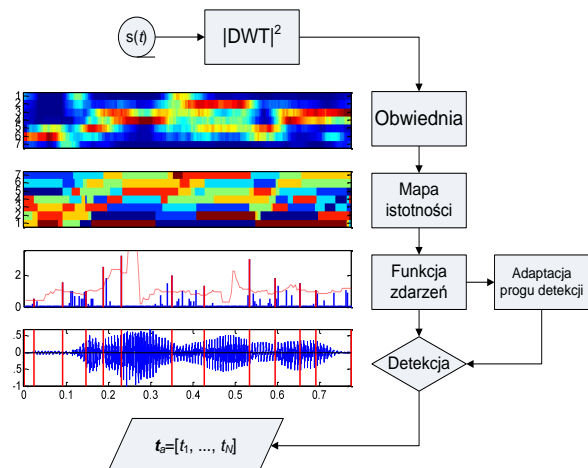 s(t)
|DWT|²
1
2
3
4
5
6
7
Obwiednia
7
6
5
4
3
2
1
Mapa
istotności
2
0
Funkcja
zdarzeń
Adaptacja
progu detekcji
.5
0
.5
1
0 0.1 0.2 0.3 0.4 0.5 0.6 0.7
Detekcja
tₐ=[t₁, ..., t_N]